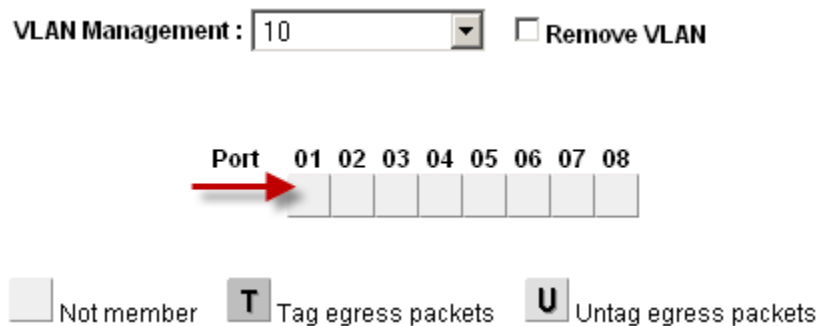 VLAN Management : 10 Remove VLAN
Port 01 02 03 04 05 06 07 08
Not member T Tag egress packets U Untag egress packets